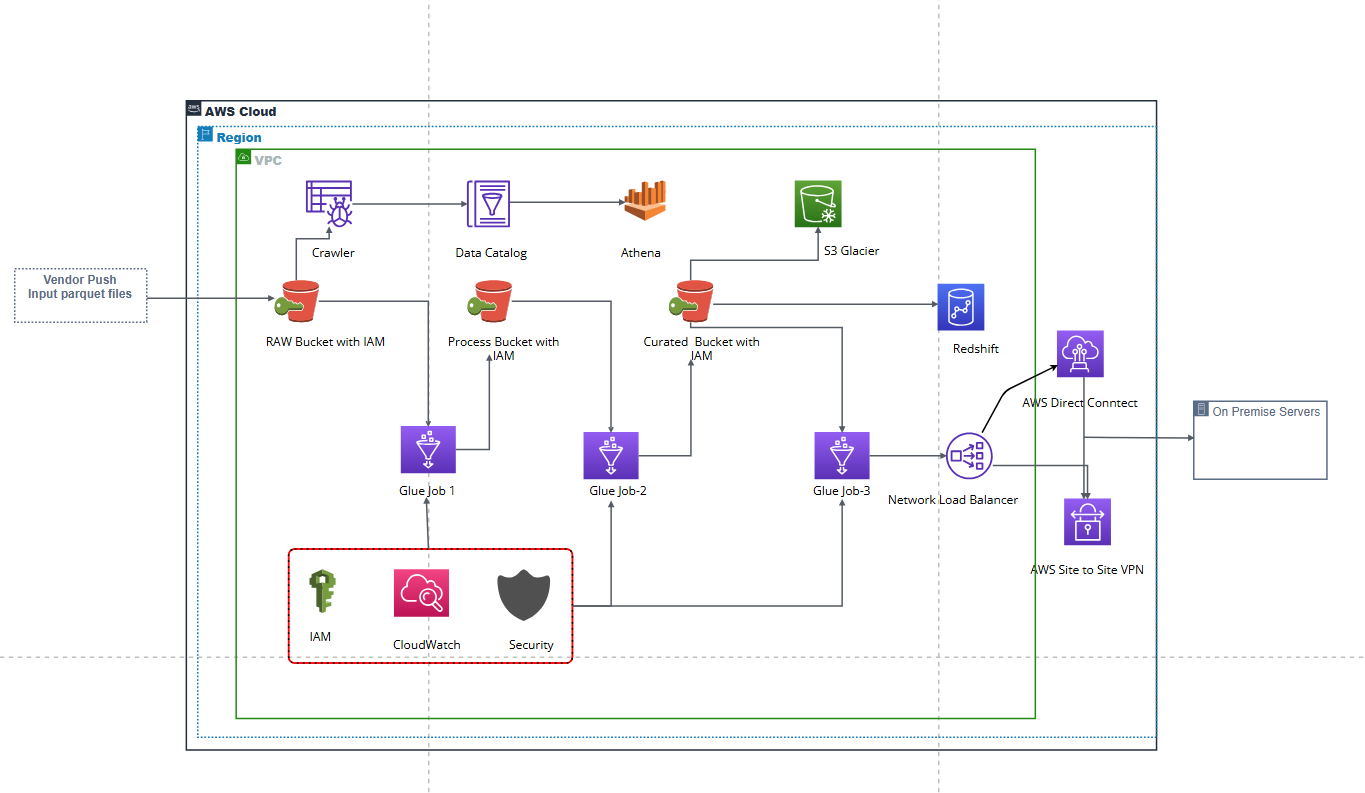 aws
AWS Cloud
Region
VPC
Crawler
Data Catalog
Athena
S3 Glacier
Vendor Push
Input parquet files
RAW Bucket with IAM
Process Bucket with
IAM
Curated  Bucket with
IAM
Redshift
AWS Direct Conntect
On Premise Servers
Glue Job 1
Glue Job-2
Glue Job-3
Network Load Balancer
AWS Site to Site VPN
IAM
CloudWatch
Security